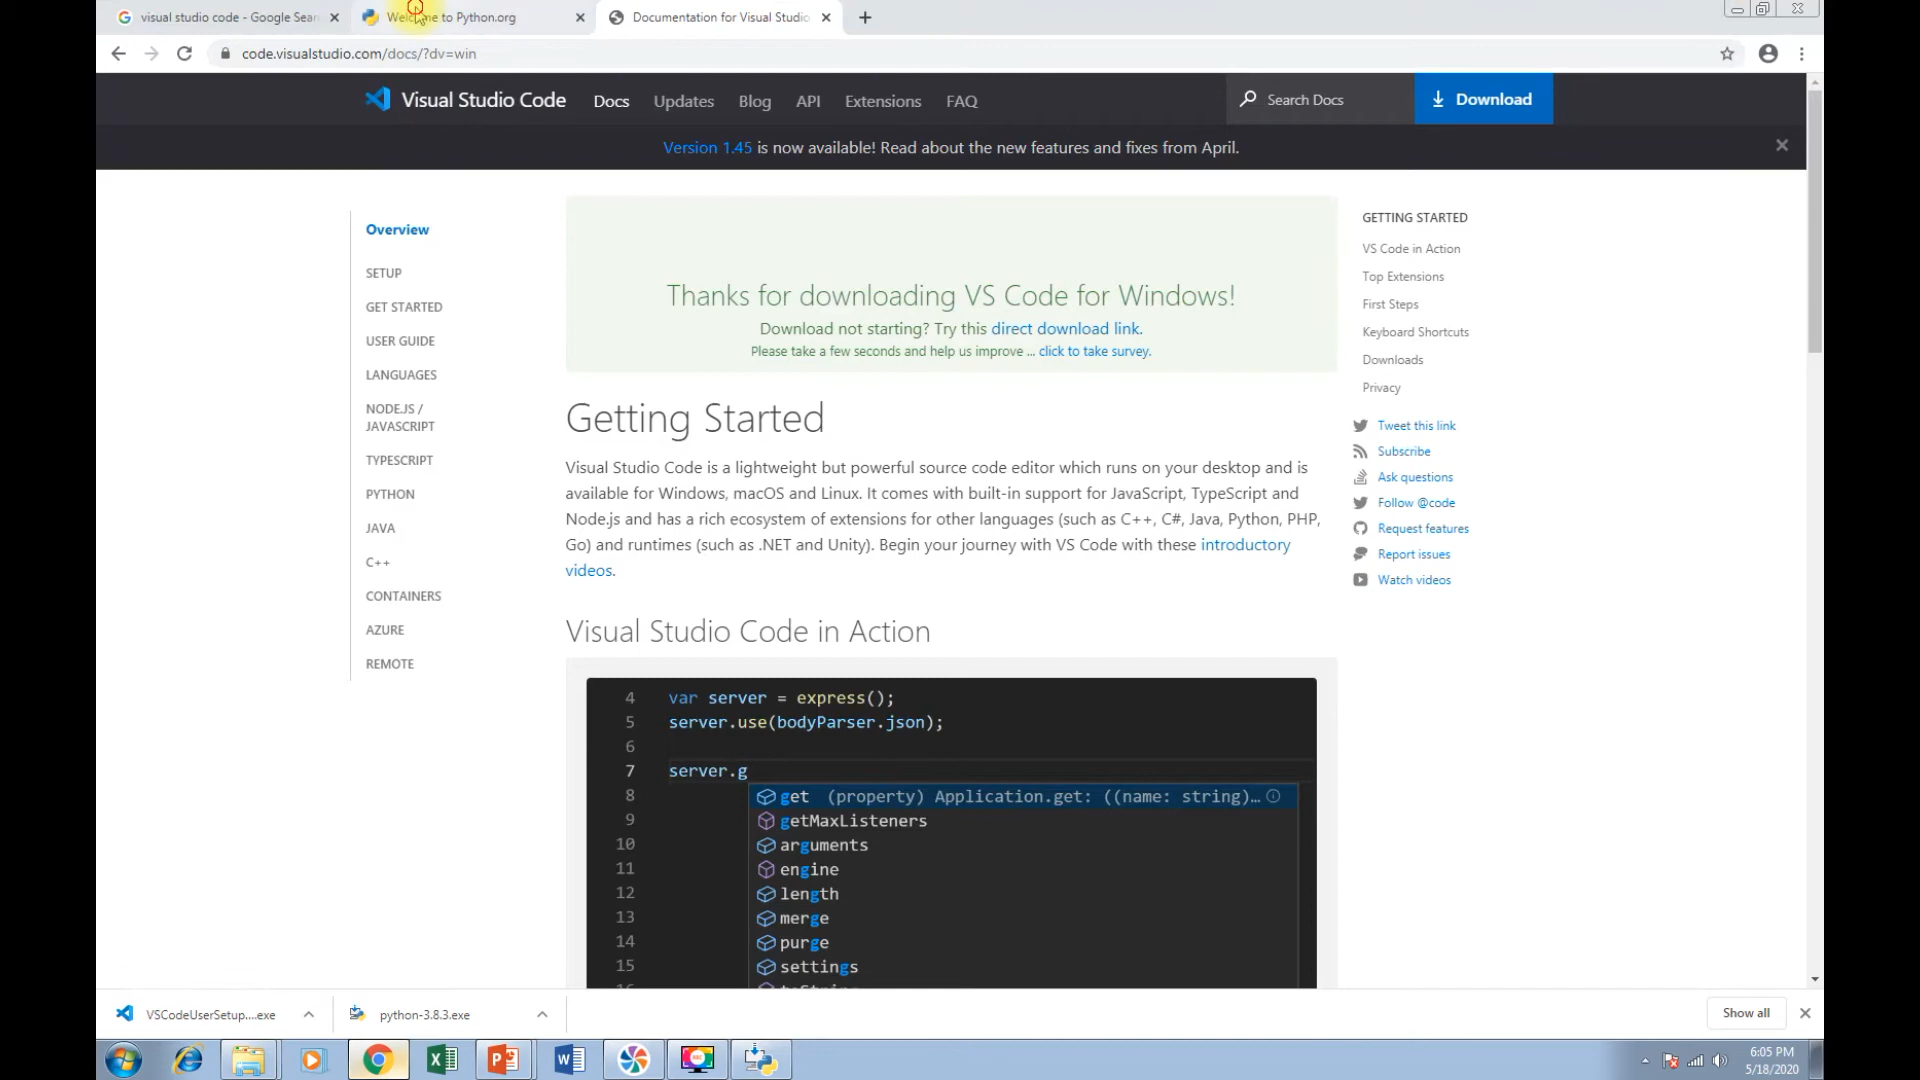 visual studio code - Google Sear
Welcome to Python.org
Documentation for Visual Studio
code.visualstudio.com/docs/?dv=win
Visual Studio Code
Docs
Updates
Blog
API
Extensions
FAQ
Search Docs
Download
Version 1.45 is now available! Read about the new features and fixes from April.
Overview
SETUP
GET STARTED
USER GUIDE
LANGUAGES
NODE.JS /
JAVASCRIPT
TYPESCRIPT
PYTHON
JAVA
C++
CONTAINERS
AZURE
REMOTE
Thanks for downloading VS Code for Windows!
Download not starting? Try this direct download link.
Please take a few seconds and help us improve ... click to take survey.
Getting Started
Visual Studio Code is a lightweight but powerful source code editor which runs on your desktop and is
available for Windows, macOS and Linux. It comes with built-in support for JavaScript, TypeScript and
Node.js and has a rich ecosystem of extensions for other languages (such as C++, C#, Java, Python, PHP,
Go) and runtimes (such as .NET and Unity). Begin your journey with VS Code with these introductory
videos.
Visual Studio Code in Action
4 var server = express();
5 server.use(bodyParser.json);
6
7 server.g
8 get (property) Application.get: ((name: string)…
9 getMaxListeners
10 arguments
11 engine
12 length
13 merge
14 purge
15 settings
GETTING STARTED
VS Code in Action
Top Extensions
First Steps
Keyboard Shortcuts
Downloads
Privacy
Tweet this link
Subscribe
Ask questions
Follow @code
Request features
Report issues
Watch videos
VSCodeUserSetup....exe
python-3.8.3.exe
Show all
6:05 PM
5/18/2020